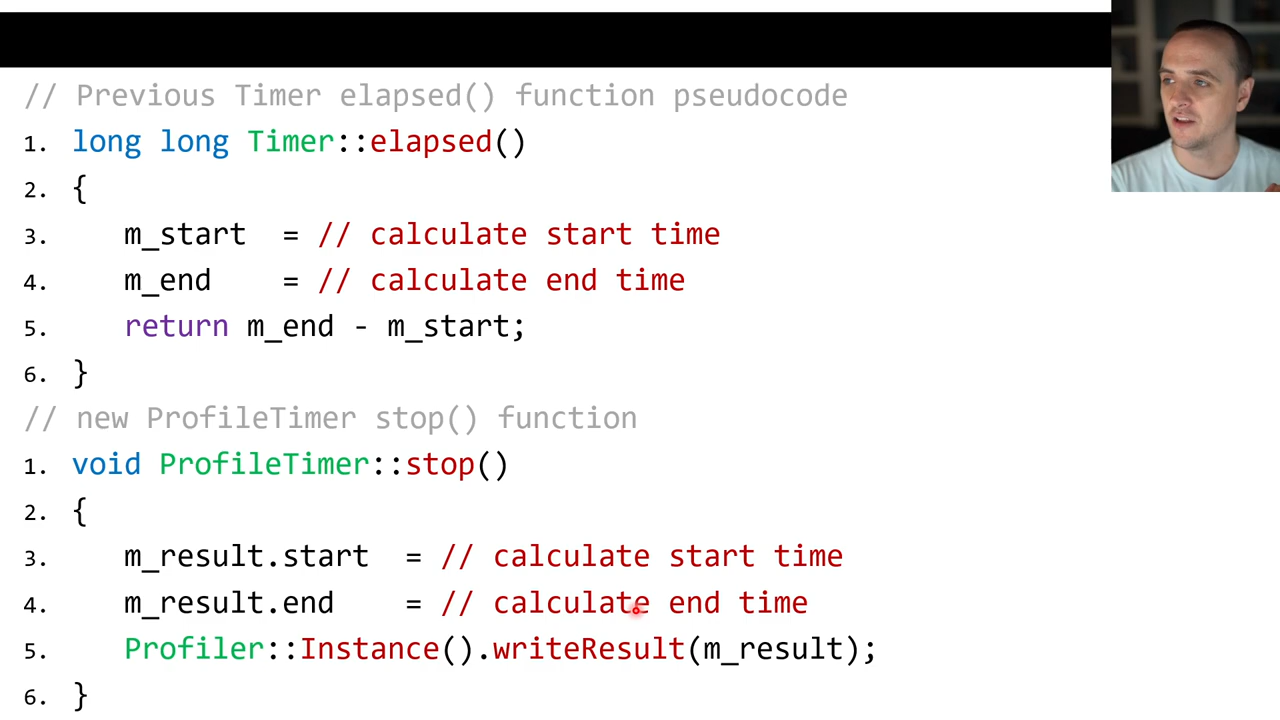 // Previous Timer elapsed() function pseudocode
1. long long Timer::elapsed()
2. {
3. m_start = // calculate start time
4. m_end = // calculate end time
5. return m_end - m_start;
6. }
// new ProfileTimer stop() function
1. void ProfileTimer::stop()
2. {
3. m_result.start = // calculate start time
4. m_result.end = // calculate end time
5. Profiler::Instance().writeResult(m_result);
6. }